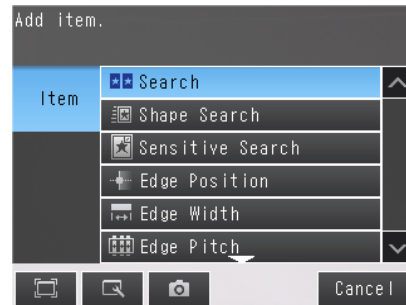 Add item.
Item
Search
Shape Search
Sensitive Search
Edge Position
Edge Width
Edge Pitch
Cancel